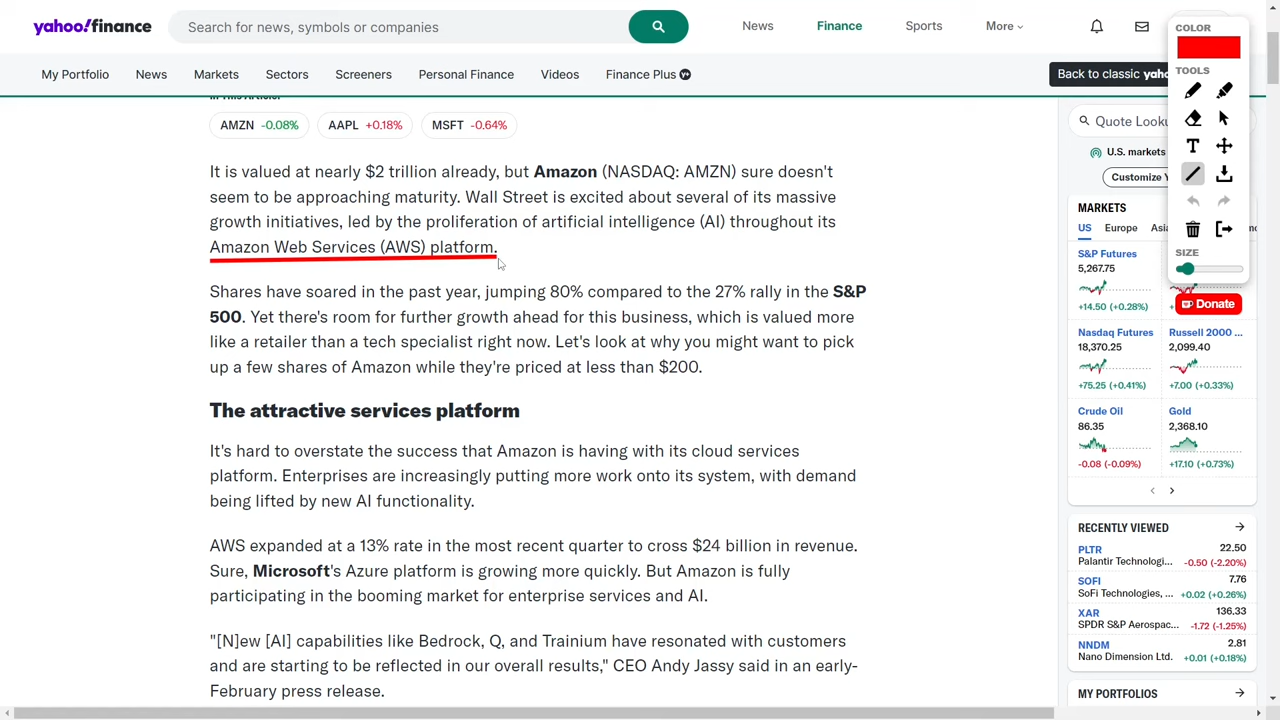 yahoo!finance
Search for news, symbols or companies
News
Finance
Sports
More
COLOR
My Portfolio
News
Markets
Sectors
Screeners
Personal Finance
Videos
Finance Plus
Back to classic yaho
TOOLS
T
SIZE
Donate
In This Article:
AMZN -0.08%
AAPL +0.18%
MSFT -0.64%
It is valued at nearly $2 trillion already, but Amazon (NASDAQ: AMZN) sure doesn't
seem to be approaching maturity. Wall Street is excited about several of its massive
growth initiatives, led by the proliferation of artificial intelligence (AI) throughout its
Amazon Web Services (AWS) platform.
Shares have soared in the past year, jumping 80% compared to the 27% rally in the S&P
500. Yet there's room for further growth ahead for this business, which is valued more
like a retailer than a tech specialist right now. Let's look at why you might want to pick
up a few shares of Amazon while they're priced at less than $200.
The attractive services platform
It's hard to overstate the success that Amazon is having with its cloud services
platform. Enterprises are increasingly putting more work onto its system, with demand
being lifted by new AI functionality.
AWS expanded at a 13% rate in the most recent quarter to cross $24 billion in revenue.
Sure, Microsoft's Azure platform is growing more quickly. But Amazon is fully
participating in the booming market for enterprise services and AI.
"[N]ew [AI] capabilities like Bedrock, Q, and Trainium have resonated with customers
and are starting to be reflected in our overall results," CEO Andy Jassy said in an early-
February press release.
Quote Looku
U.S. markets
Customize Y
MARKETS
US
Europe
Asia
S&P Futures
5,267.75
+14.50 (+0.28%)
Nasdaq Futures
18,370.25
+75.25 (+0.41%)
Russell 2000 ...
2,099.40
+7.00 (+0.33%)
Crude Oil
86.35
-0.08 (-0.09%)
Gold
2,368.10
+17.10 (+0.73%)
RECENTLY VIEWED
PLTR 22.50
Palantir Technologi... -0.50 (-2.20%)
SOFI 7.76
SoFi Technologies, ... +0.02 (+0.26%)
XAR 136.33
SPDR S&P Aerospac... -1.72 (-1.25%)
NNDM 2.81
Nano Dimension Ltd. +0.01 (+0.18%)
MY PORTFOLIOS